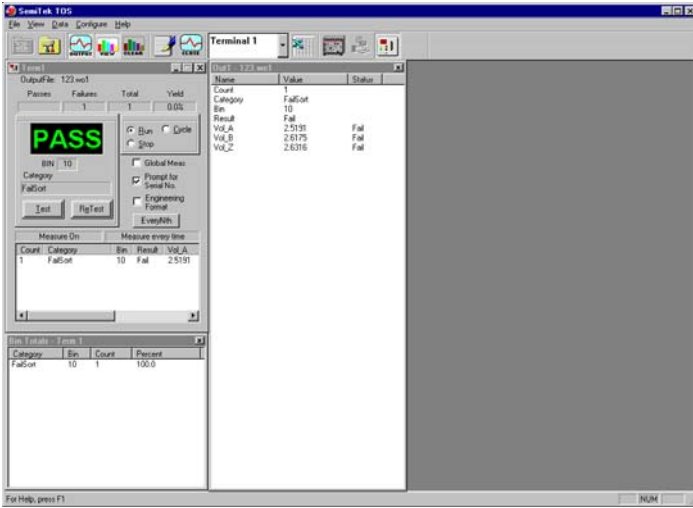 SemiTek TOS
File View Data Configure Help
OUTPUT VIEW CLEAR CLOSE Terminal 1
Term1
OutputFile: 123.wo1
Passes Failures Total Yield
1 1 0.0%
PASS
Run Cycle
Stop
BIN 10
Category
FailSort
Test ReTest
Global Meas
Prompt for
Serial No.
Engineering
Format
EveryNth
Measure On Measure every time
Count Category Bin Result Vol_A
1 FailSort 10 Fail 2.5191
Bin Totals - Term 1
Category Bin Count Percent
FailSort 10 1 100.0
Out1 - 123.wo1
Name Value Status
Count 1
Category FailSort
Bin 10
Result Fail
Vol_A 2.5191 Fail
Vol_B 2.6175 Fail
Vol_Z 2.6316 Fail
For Help, press F1
NUM